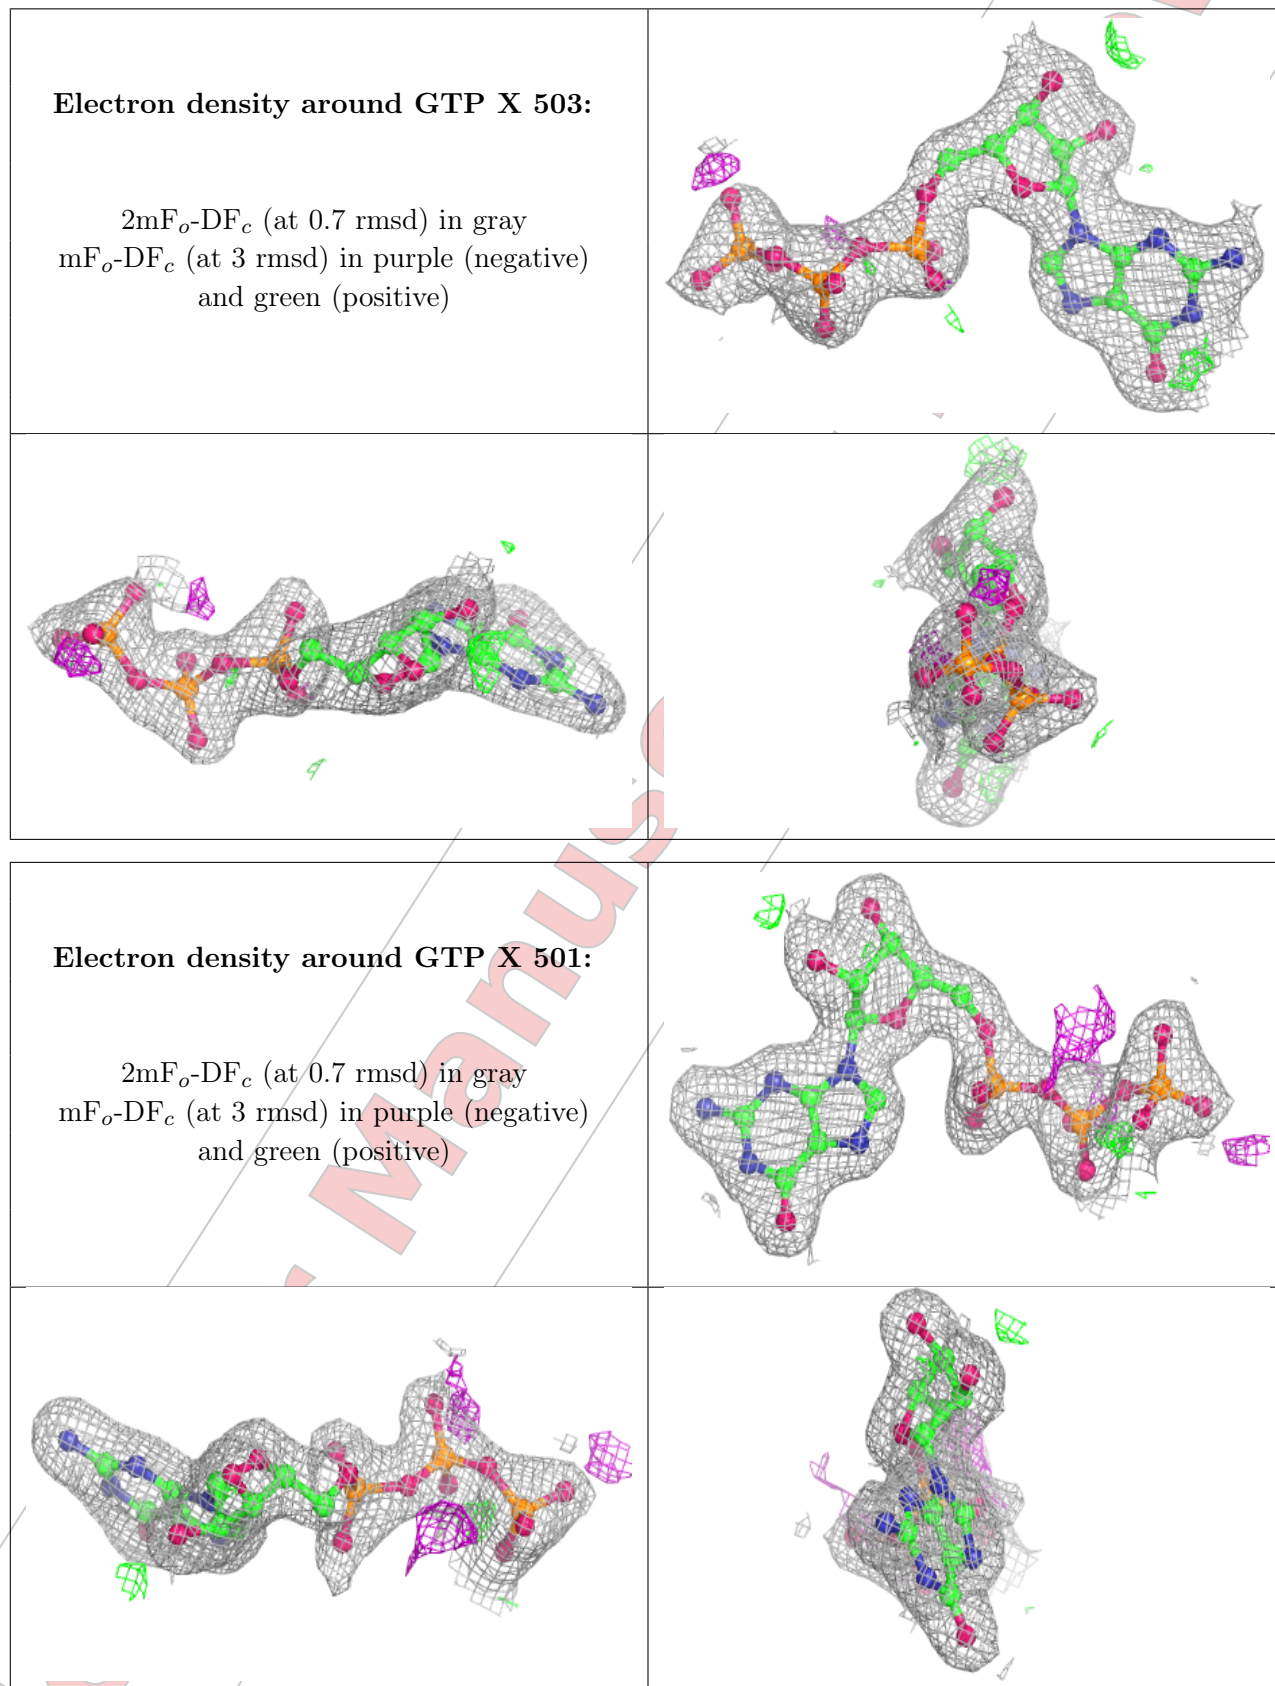 Electron density around GTP X 503:
2mFo-DFc (at 0.7 rmsd) in gray
mFo-DFc (at 3 rmsd) in purple (negative)
and green (positive)
Electron density around GTP X 501:
2mFo-DFc (at 0.7 rmsd) in gray
mFo-DFc (at 3 rmsd) in purple (negative)
and green (positive)
Manus